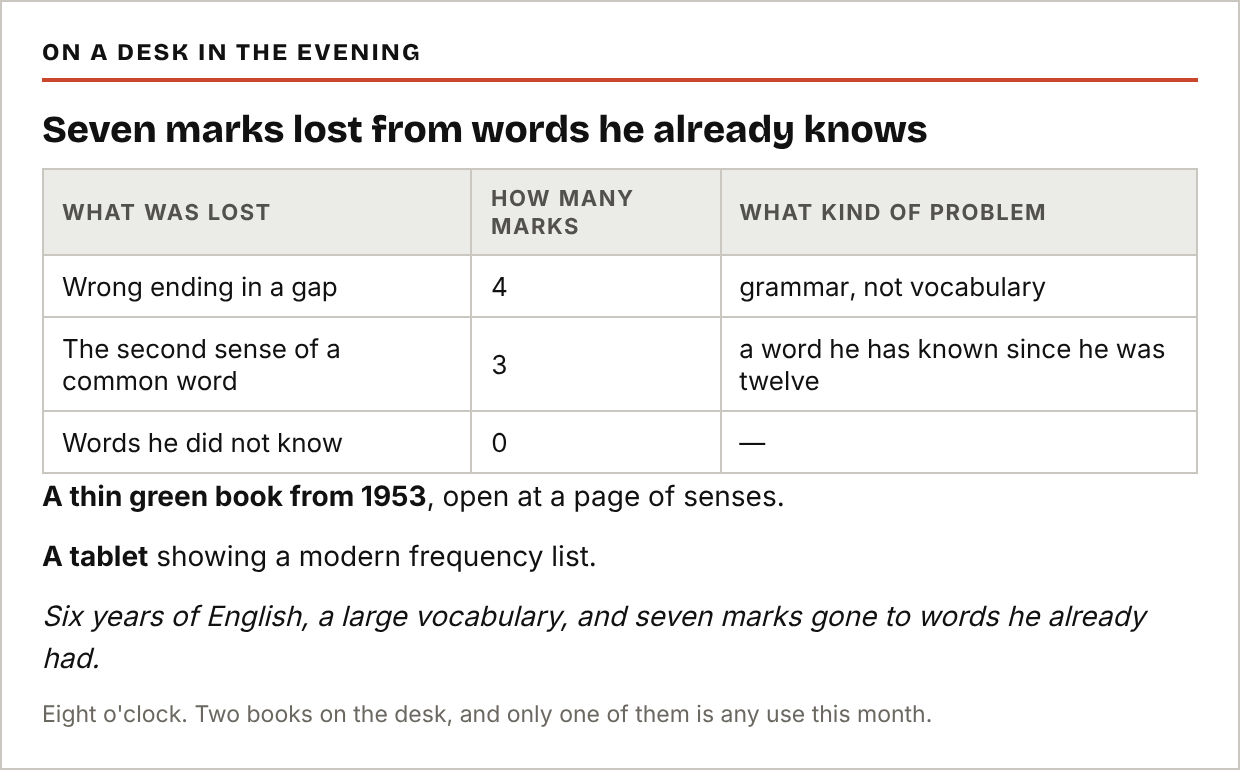 ON A DESK IN THE EVENING
Seven marks lost from words he already knows
WHAT WAS LOST
HOW MANY
MARKS
WHAT KIND OF PROBLEM
Wrong ending in a gap
4
grammar, not vocabulary
The second sense of a
common word
3
a word he has known since he was
twelve
Words he did not know
0
—
A thin green book from 1953, open at a page of senses.
A tablet showing a modern frequency list.
Six years of English, a large vocabulary, and seven marks gone to words he already
had.
Eight o'clock. Two books on the desk, and only one of them is any use this month.